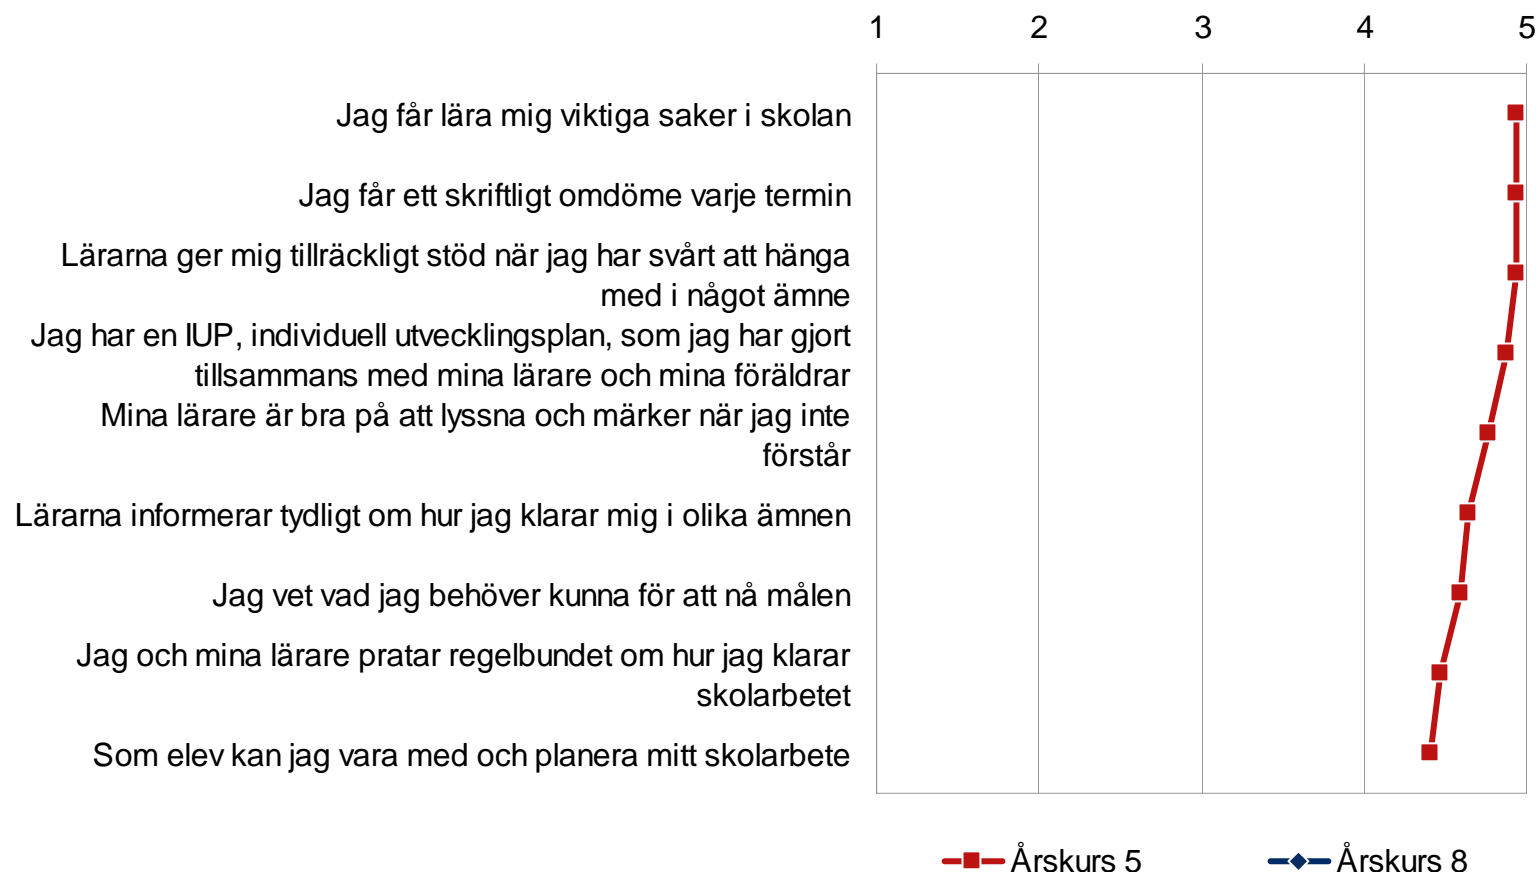 1 2 3 4 5
Jag får lära mig viktiga saker i skolan
Jag får ett skriftligt omdöme varje termin
Lärarna ger mig tillräckligt stöd när jag har svårt att hänga
med i något ämne
Jag har en IUP, individuell utvecklingsplan, som jag har gjort
tillsammans med mina lärare och mina föräldrar
Mina lärare är bra på att lyssna och märker när jag inte
förstår
Lärarna informerar tydligt om hur jag klarar mig i olika ämnen
Jag vet vad jag behöver kunna för att nå målen
Jag och mina lärare pratar regelbundet om hur jag klarar
skolarbetet
Som elev kan jag vara med och planera mitt skolarbete
Årskurs 5 Årskurs 8